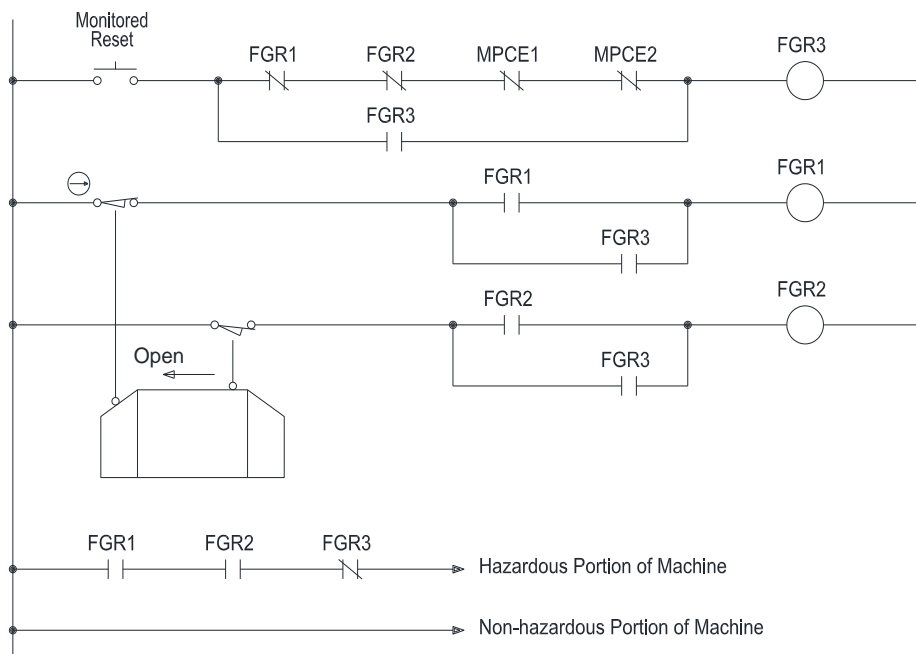 Monitored
Reset
FGR1 FGR2 MPCE1 MPCE2 FGR3
FGR3
FGR1 FGR1
FGR3
FGR2 FGR2
FGR3
Open
FGR1 FGR2 FGR3
Hazardous Portion of Machine
Non-hazardous Portion of Machine